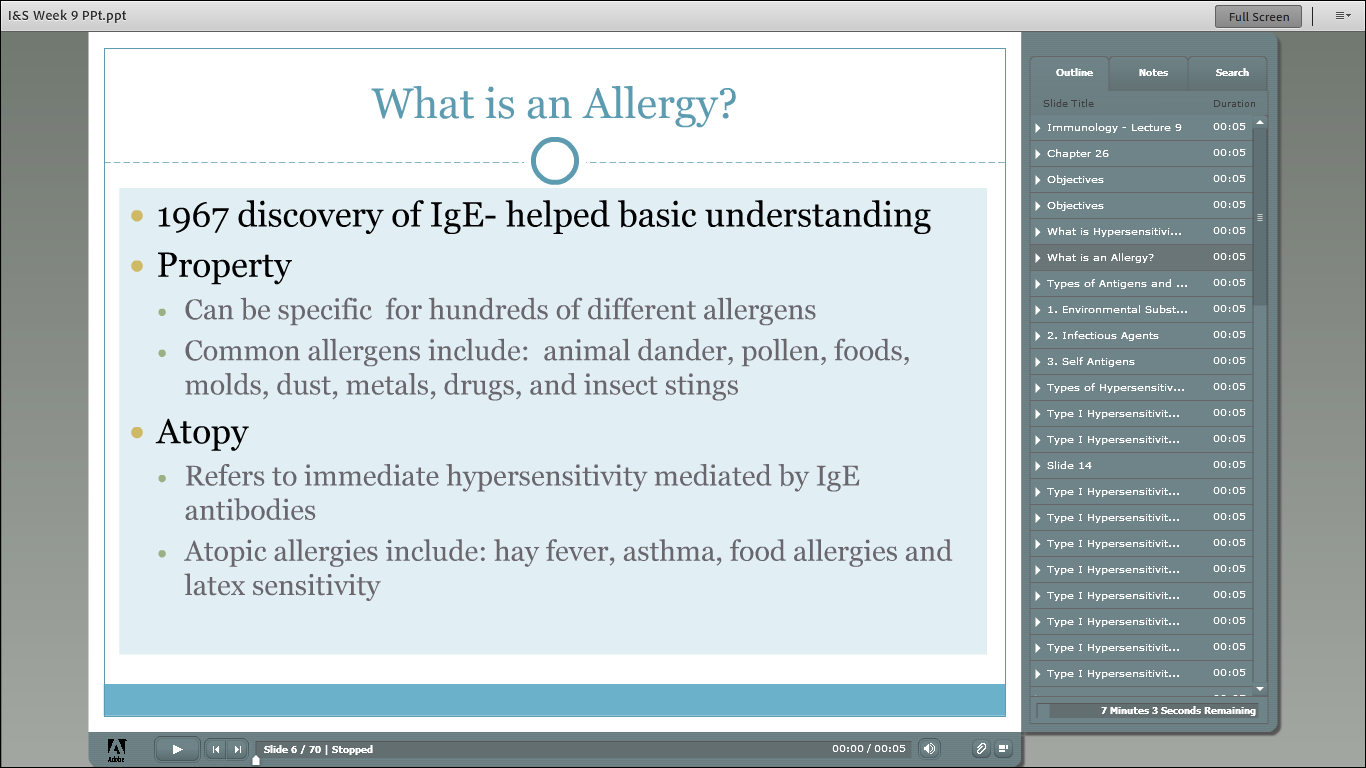 I&S Week 9 PPt.ppt
Full Screen
What is an Allergy?
• 1967 discovery of IgE- helped basic understanding
• Property
• Can be specific  for hundreds of different allergens
• Common allergens include:  animal dander, pollen, foods,
molds, dust, metals, drugs, and insect stings
• Atopy
• Refers to immediate hypersensitivity mediated by IgE
antibodies
• Atopic allergies include: hay fever, asthma, food allergies and
latex sensitivity
Outline Notes Search
Slide Title Duration
Immunology - Lecture 9 00:05
Chapter 26 00:05
Objectives 00:05
Objectives 00:05
What is Hypersensitivi... 00:05
What is an Allergy? 00:05
Types of Antigens and ... 00:05
1. Environmental Subst... 00:05
2. Infectious Agents 00:05
3. Self Antigens 00:05
Types of Hypersensitiv... 00:05
Type I Hypersensitivit... 00:05
Type I Hypersensitivit... 00:05
Slide 14 00:05
Type I Hypersensitivit... 00:05
Type I Hypersensitivit... 00:05
Type I Hypersensitivit... 00:05
Type I Hypersensitivit... 00:05
Type I Hypersensitivit... 00:05
Type I Hypersensitivit... 00:05
Type I Hypersensitivit... 00:05
Type I Hypersensitivit... 00:05
7 Minutes 3 Seconds Remaining
Adobe
Slide 6 / 70 | Stopped 00:00 / 00:05